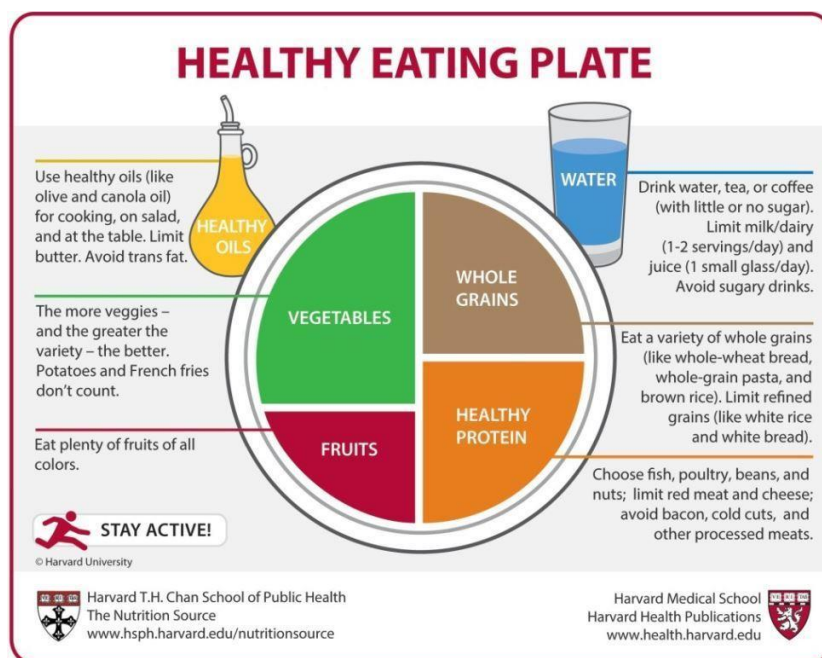 HEALTHY EATING PLATE
Use healthy oils (like
olive and canola oil)
for cooking, on salad,
and at the table. Limit
butter. Avoid trans fat.
HEALTHY
OILS
The more veggies –
and the greater the
variety – the better.
Potatoes and French fries
don’t count.
Eat plenty of fruits of all
colors.
VEGETABLES
FRUITS
WHOLE
GRAINS
HEALTHY
PROTEIN
WATER
Drink water, tea, or coffee
(with little or no sugar).
Limit milk/dairy
(1-2 servings/day) and
juice (1 small glass/day).
Avoid sugary drinks.
Eat a variety of whole grains
(like whole-wheat bread,
whole-grain pasta, and
brown rice). Limit refined
grains (like white rice
and white bread).
Choose fish, poultry, beans, and
nuts; limit red meat and cheese;
avoid bacon, cold cuts, and
other processed meats.
STAY ACTIVE!
© Harvard University
Harvard T.H. Chan School of Public Health
The Nutrition Source
www.hsph.harvard.edu/nutritionsource
Harvard Medical School
Harvard Health Publications
www.health.harvard.edu